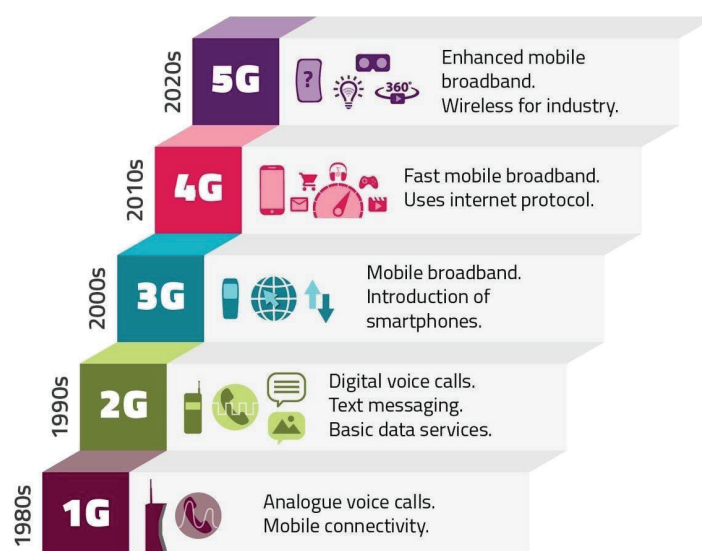 2020s
5G
?
360°
Enhanced mobile
broadband.
Wireless for industry.
2010s
4G
Fast mobile broadband.
Uses internet protocol.
2000s
3G
Mobile broadband.
Introduction of
smartphones.
1990s
2G
Digital voice calls.
Text messaging.
Basic data services.
1980s
1G
Analogue voice calls.
Mobile connectivity.